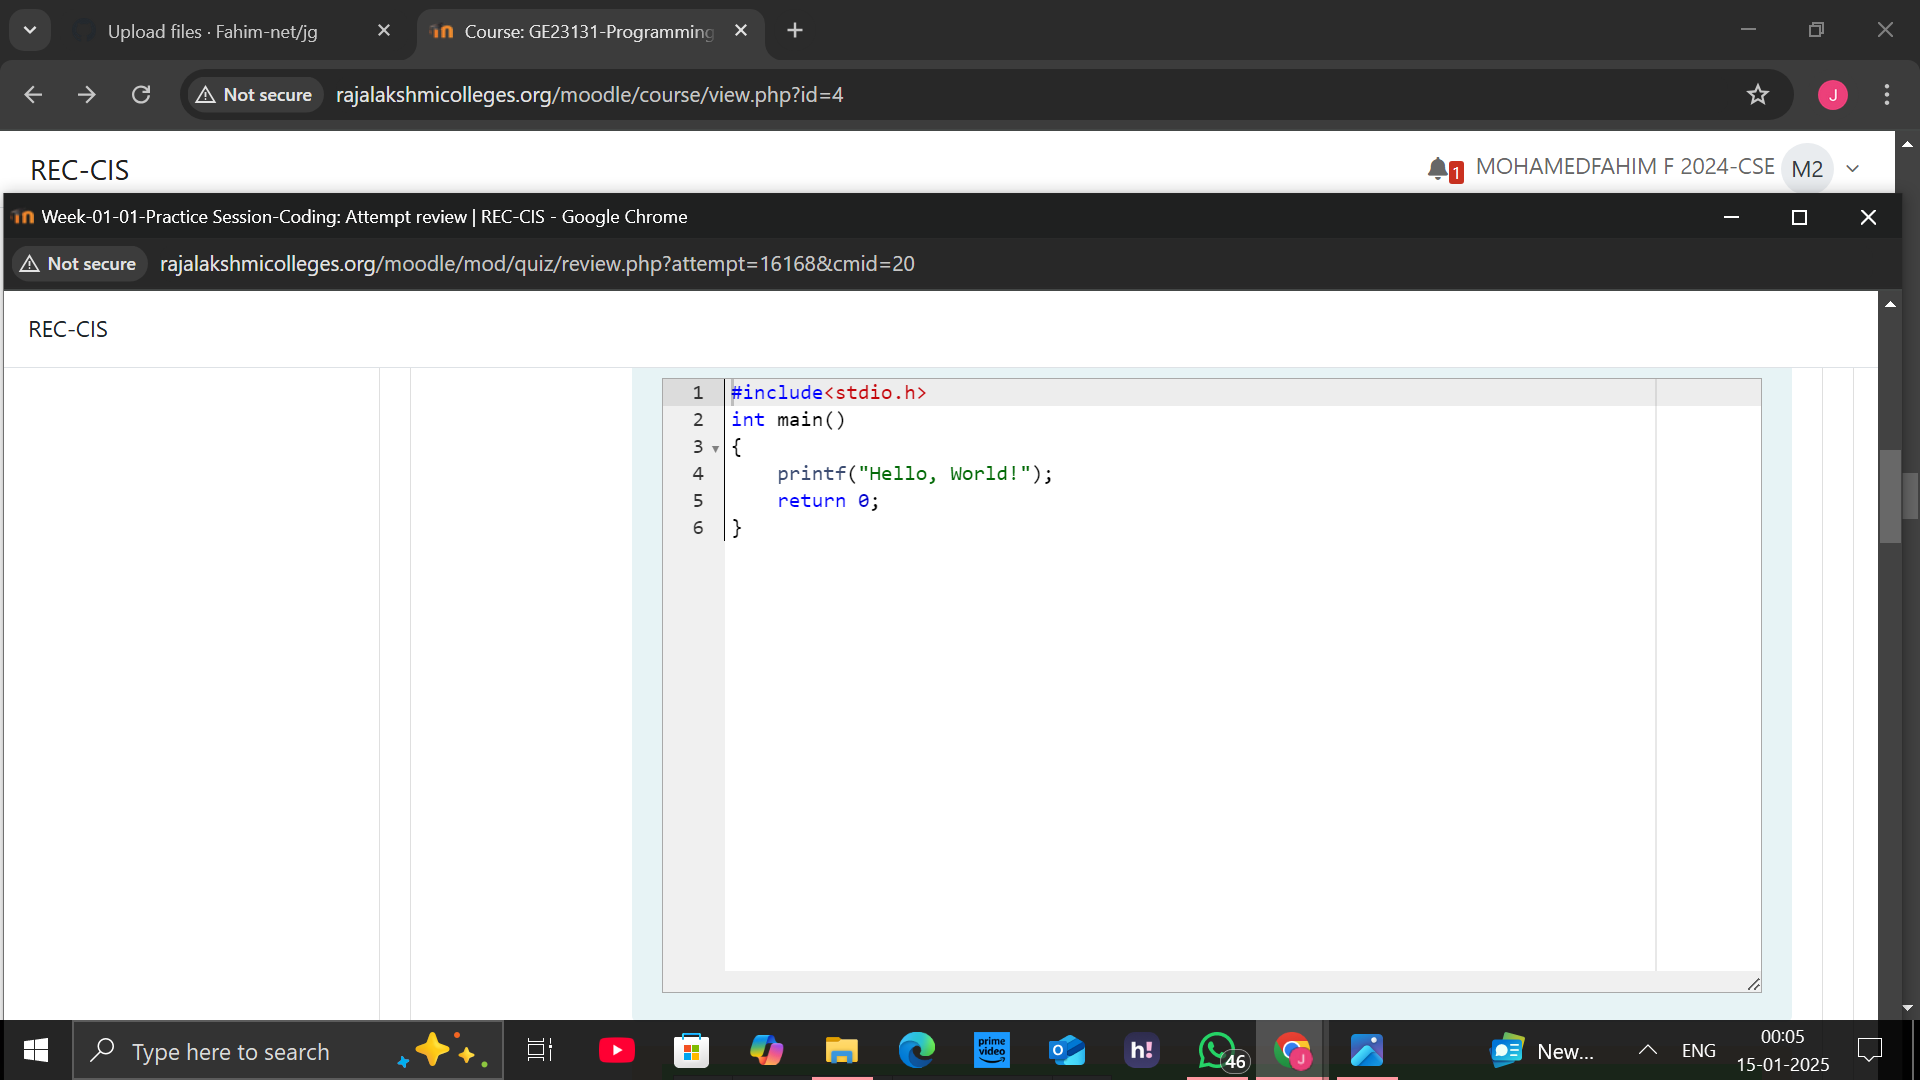 Upload files · Fahim-net/jg
Course: GE23131-Programming
Not secure
rajalakshmicolleges.org/moodle/course/view.php?id=4
J
REC-CIS
1
MOHAMEDFAHIM F 2024-CSE
M2
Week-01-01-Practice Session-Coding: Attempt review | REC-CIS - Google Chrome
Not secure
rajalakshmicolleges.org/moodle/mod/quiz/review.php?attempt=16168&cmid=20
REC-CIS
1 #include<stdio.h>
2 int main()
3 {
4     printf("Hello, World!");
5     return 0;
6 }
Type here to search
prime video
h!
46
J
New...
ENG
00:05
15-01-2025